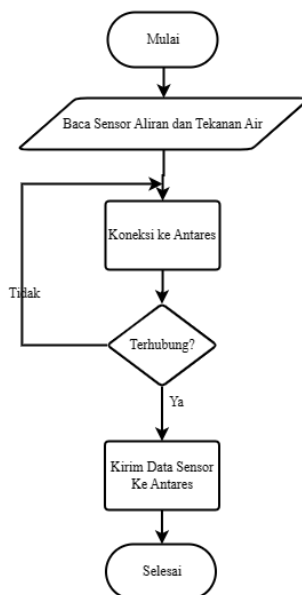 Mulai
Baca Sensor Aliran dan Tekanan Air
Koneksi ke Antares
Tidak
Terhubung?
Ya
Kirim Data Sensor
Ke Antares
Selesai